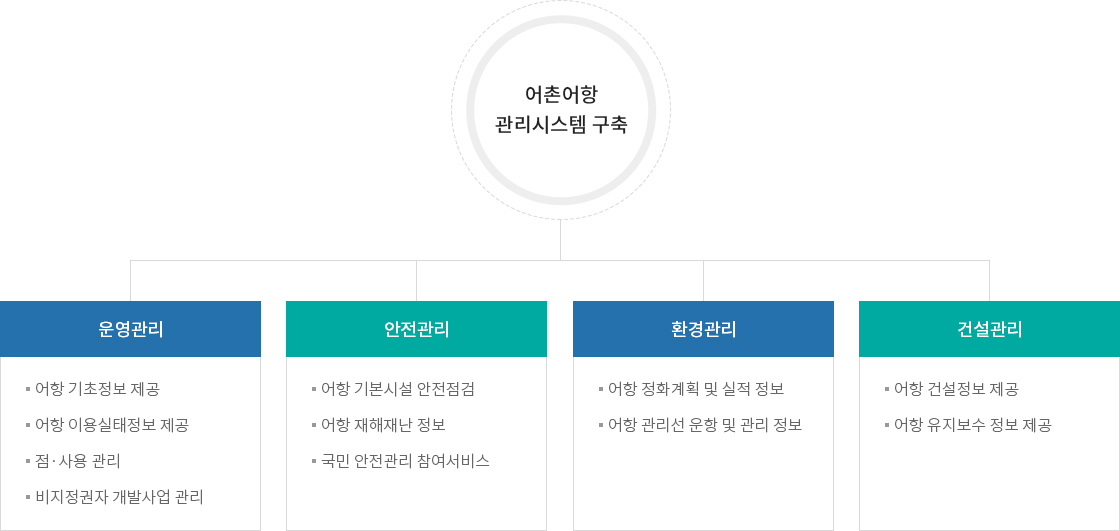 어촌어항
관리시스템 구축
운영관리
어항 기초정보 제공
어항 이용실태정보 제공
점·사용 관리
비지정권자 개발사업 관리
안전관리
어항 기본시설 안전점검
어항 재해재난 정보
국민 안전관리 참여서비스
환경관리
어항 정화계획 및 실적 정보
어항 관리선 운항 및 관리 정보
건설관리
어항 건설정보 제공
어항 유지보수 정보 제공